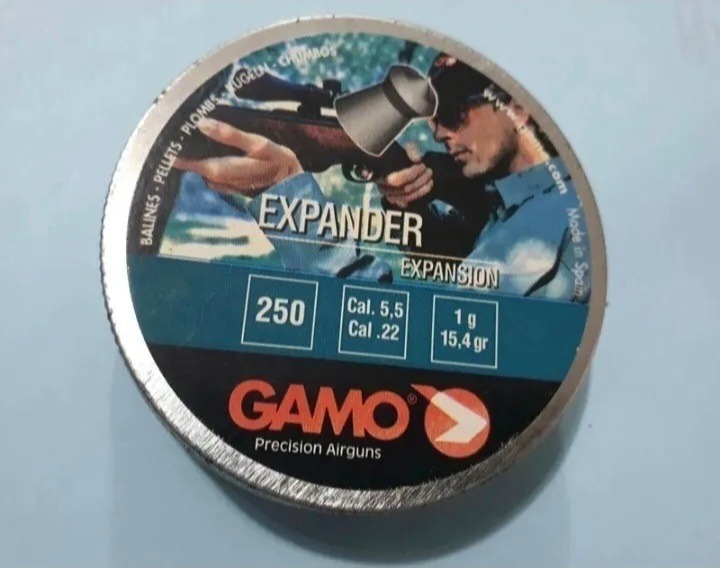 BALINES - PELLETS - PLOMBS - KUGELN - CHUMBOS
.com
Made in Spain
EXPANDER
EXPANSION
250
Cal. 5,5
Cal .22
1 g
15,4 gr
GAMO®
Precision Airguns